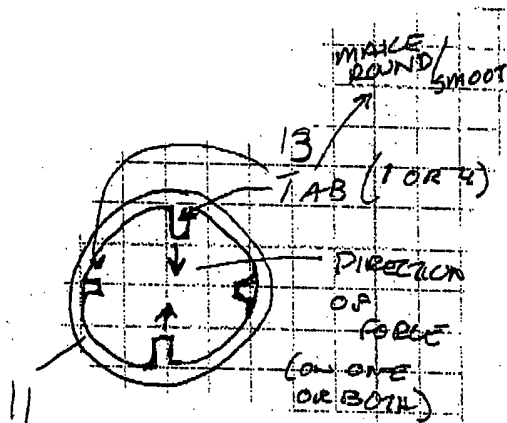 MAKE
ROUND/
SMOOT
13
TAB (1 OR 4)
DIRECTION
OF
FORCE
(ON ONE
OR BOTH)
11